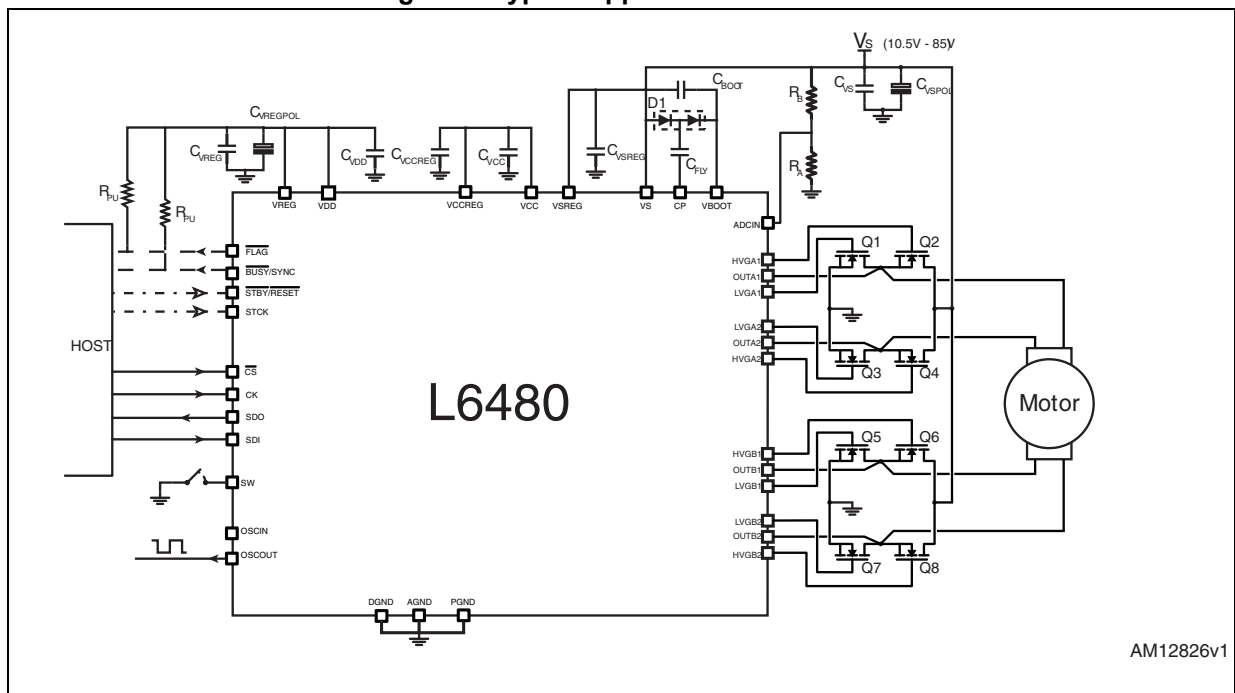 VS (10.5V - 85V)
CBOOT
D1
CVS
CVSPOL
RB
CVREGPOL
CVREG
CVDD
CVCCREG
CVCC
CVSREG
CFLY
RA
RPU
RPU
VREG
VDD
VCCREG
VCC
VSREG
VS
CP
VBOOT
ADCIN
FLAG
BUSY/SYNC
STBY/RESET
STCK
HOST
CS
CK
SDO
SDI
SW
OSCIN
OSCOUT
L6480
HVGA1
OUTA1
LVGA1
LVGA2
OUTA2
HVGA2
HVGB1
OUTB1
LVGB1
LVGB2
OUTB2
HVGB2
Q1
Q2
Q3
Q4
Q5
Q6
Q7
Q8
Motor
DGND
AGND
PGND
AM12826v1